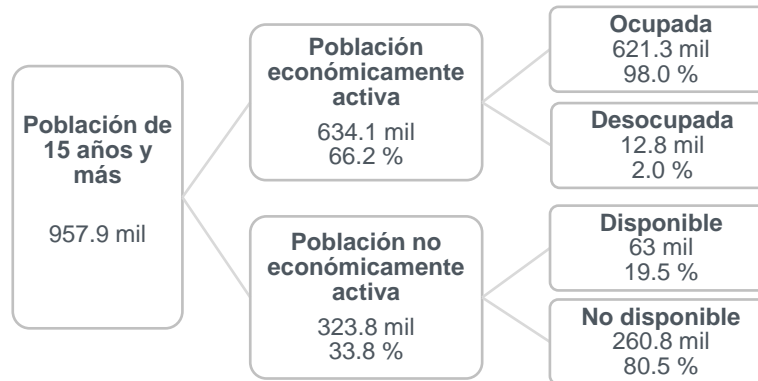 Población de
15 años y
más
957.9 mil
Población
económicamente
activa
634.1 mil
66.2 %
Ocupada
621.3 mil
98.0 %
Desocupada
12.8 mil
2.0 %
Población no
económicamente
activa
323.8 mil
33.8 %
Disponible
63 mil
19.5 %
No disponible
260.8 mil
80.5 %